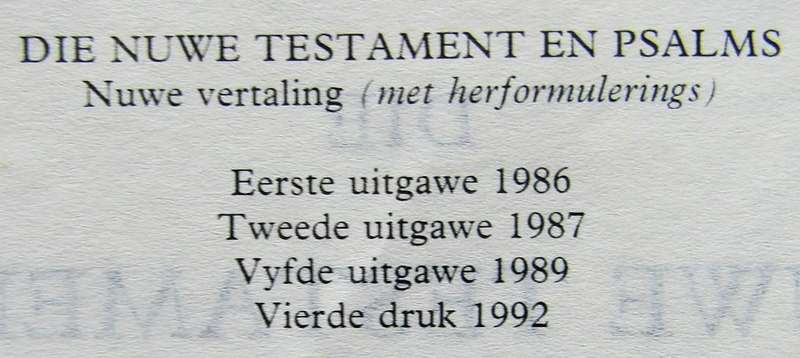 DIE NUWE TESTAMENT EN PSALMS
Nuwe vertaling (met herformulerings)
Eerste uitgawe 1986
Tweede uitgawe 1987
Vyfde uitgawe 1989
Vierde druk 1992